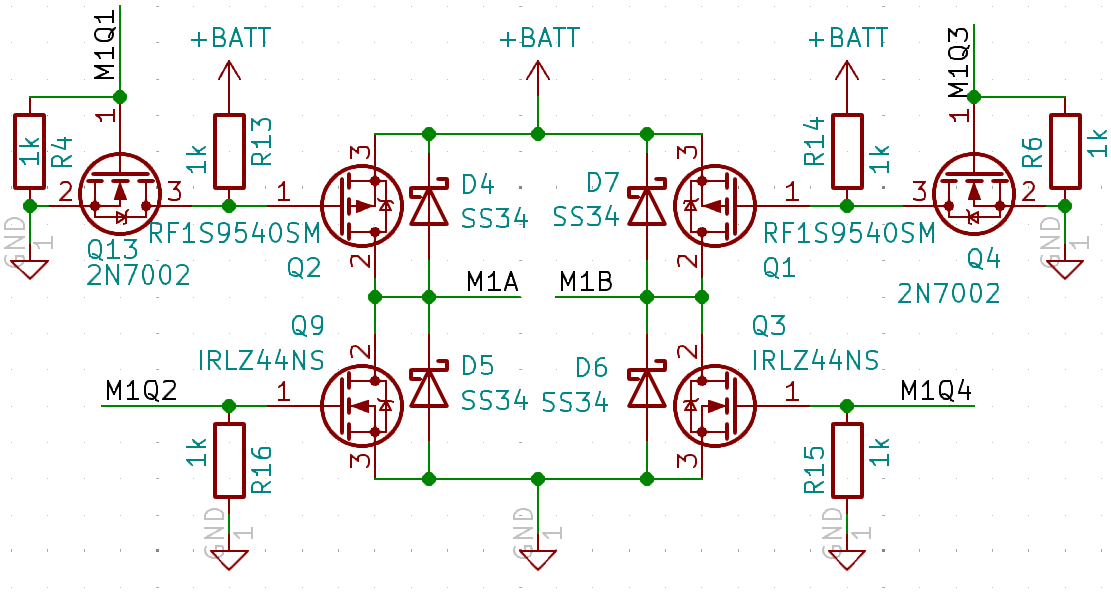 M1Q1
+BATT
+BATT
+BATT
M1Q3
1
1k
R4
1k
R13
3
3
R14
1k
1
R6
1k
2
3
1
D4
SS34
D7
SS34
1
3
2
GND
1
Q13
2N7002
RF1S9540SM
Q2
2
2
RF1S9540SM
Q1
Q4
2N7002
GND
1
M1A
M1B
Q9
IRLZ44NS
2
2
Q3
IRLZ44NS
M1Q2
1
D5
SS34
D6
SS34
1
M1Q4
1k
R16
3
3
R15
1k
GND
1
GND
1
GND
1